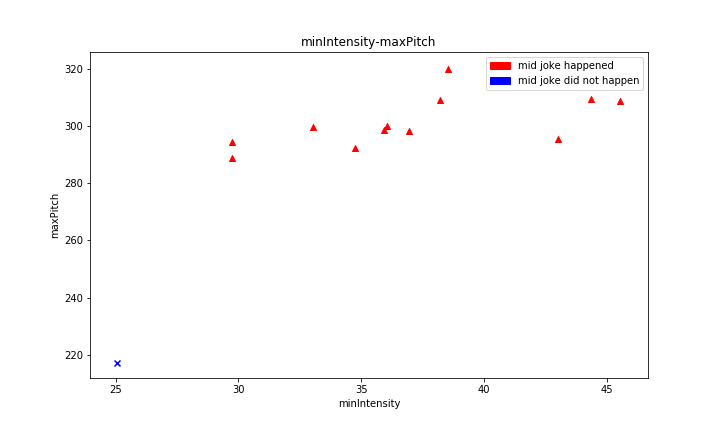 minIntensity-maxPitch
mid joke happened
mid joke did not happen
320
300
280
260
240
220
maxPitch
25
30
35
40
45
minIntensity